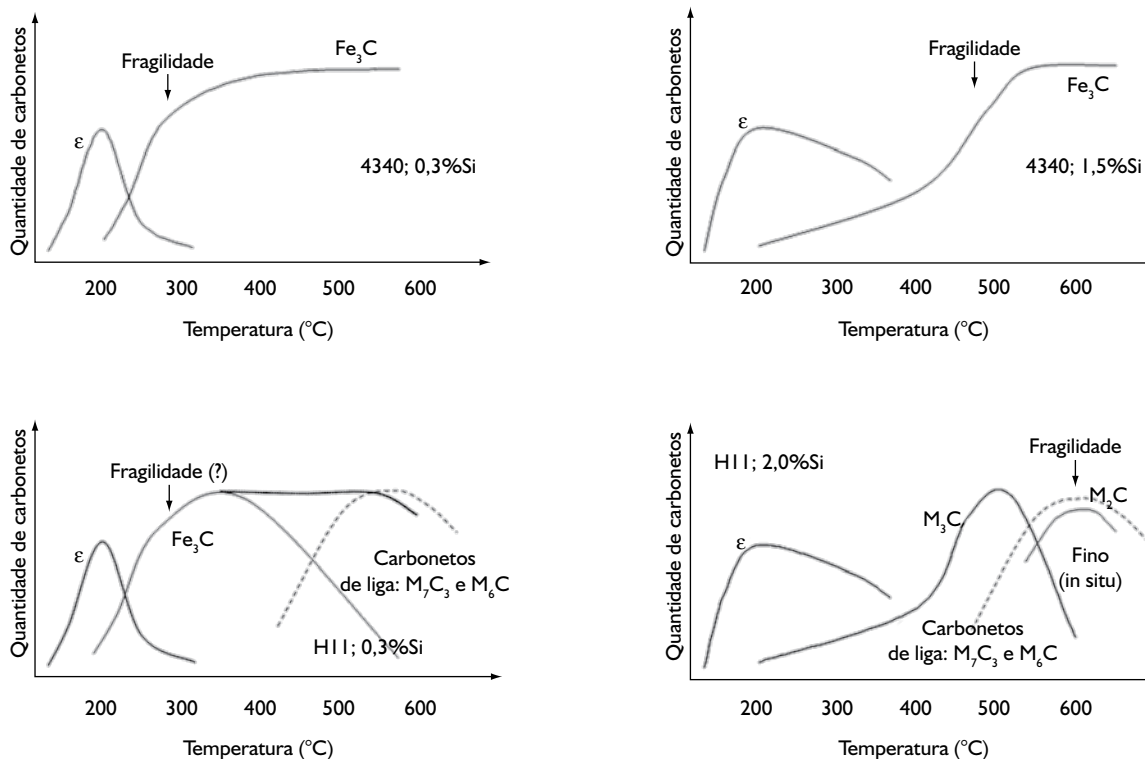 Quantidade de carbonetos
Fragilidade
Fe₃C
ε
4340; 0,3%Si
200 300 400 500 600
Temperatura (°C)
Quantidade de carbonetos
Fragilidade
Fe₃C
ε
4340; 1,5%Si
200 300 400 500 600
Temperatura (°C)
Quantidade de carbonetos
Fragilidade (?)
Fe₃C
ε
Carbonetos
de liga: M₇C₃ e M₆C
H11; 0,3%Si
200 300 400 500 600
Temperatura (°C)
Quantidade de carbonetos
H11; 2,0%Si
Fragilidade
M₂C
M₃C
ε
Fino
(in situ)
Carbonetos
de liga: M₇C₃ e M₆C
200 300 400 500 600
Temperatura (°C)